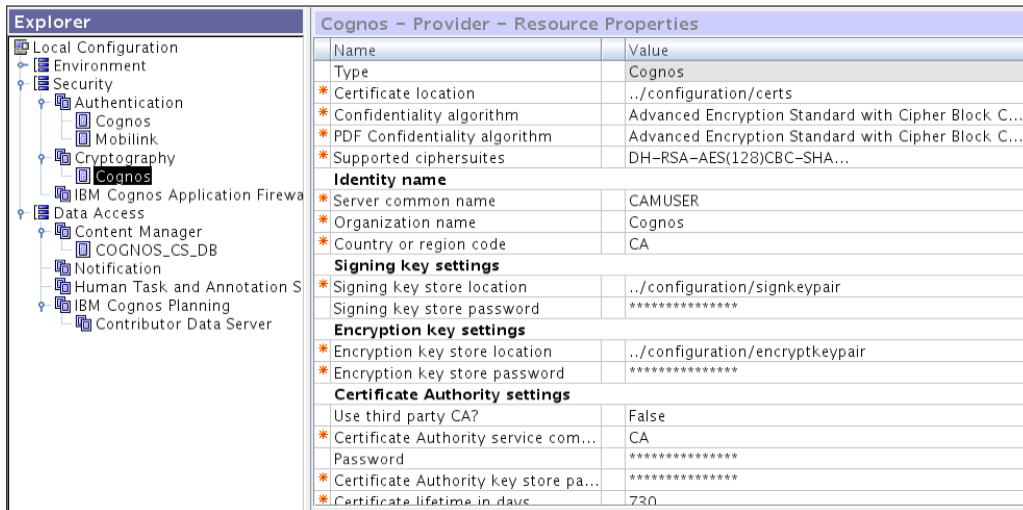 Explorer
Local Configuration
Environment
Security
Authentication
Cognos
Mobilink
Cryptography
Cognos
IBM Cognos Application Firewa
Data Access
Content Manager
COGNOS_CS_DB
Notification
Human Task and Annotation S
IBM Cognos Planning
Contributor Data Server
Cognos – Provider – Resource Properties
Name Value
Type Cognos
* Certificate location ../configuration/certs
* Confidentiality algorithm Advanced Encryption Standard with Cipher Block C...
* PDF Confidentiality algorithm Advanced Encryption Standard with Cipher Block C...
* Supported ciphersuites DH-RSA-AES(128)CBC-SHA...
Identity name
* Server common name CAMUSER
* Organization name Cognos
* Country or region code CA
Signing key settings
* Signing key store location ../configuration/signkeypair
Signing key store password ***************
Encryption key settings
* Encryption key store location ../configuration/encryptkeypair
* Encryption key store password ***************
Certificate Authority settings
Use third party CA? False
* Certificate Authority service com... CA
Password ***************
* Certificate Authority key store pa... ***************
* Certificate lifetime in days 730